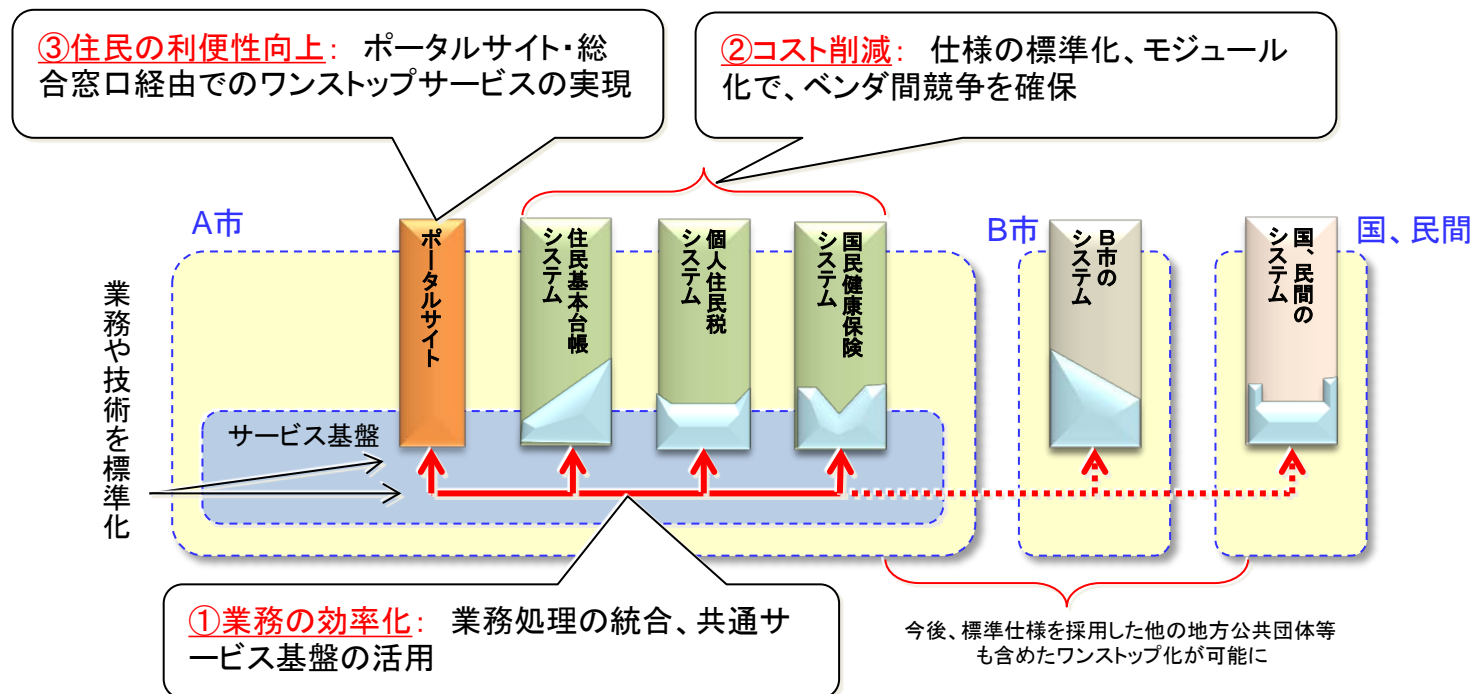 ③住民の利便性向上： ポータルサイト・総
合窓口経由でのワンストップサービスの実現
②コスト削減： 仕様の標準化、モジュール
化で、ベンダ間競争を確保
A市
B市
国、民間
ポータルサイト
住民基本台帳
システム
個人住民税
システム
国民健康保険
システム
B市の
システム
国、民間の
システム
業務や技術を標準化
サービス基盤
①業務の効率化： 業務処理の統合、共通サ
ービス基盤の活用
今後、標準仕様を採用した他の地方公共団体等
も含めたワンストップ化が可能に